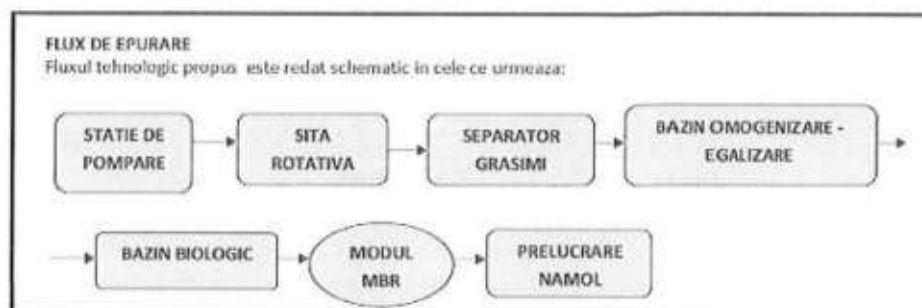 FLUX DE EPURARE
Fluxul tehnologic propus este redat schematic in cele ce urmeaza:
STATIE DE
POMPARE
SITA
ROTATIVA
SEPARATOR
GRASIMI
BAZIN OMOGENIZARE -
EGALIZARE
BAZIN BIOLOGIC
MODUL
MBR
PRELUCRARE
NAMOL